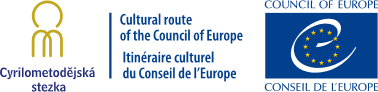 Cyrilometodějská
stezka
Cultural route
of the Council of Europe
Itinéraire culturel
du Conseil de l'Europe
COUNCIL OF EUROPE
CONSEIL DE L'EUROPE